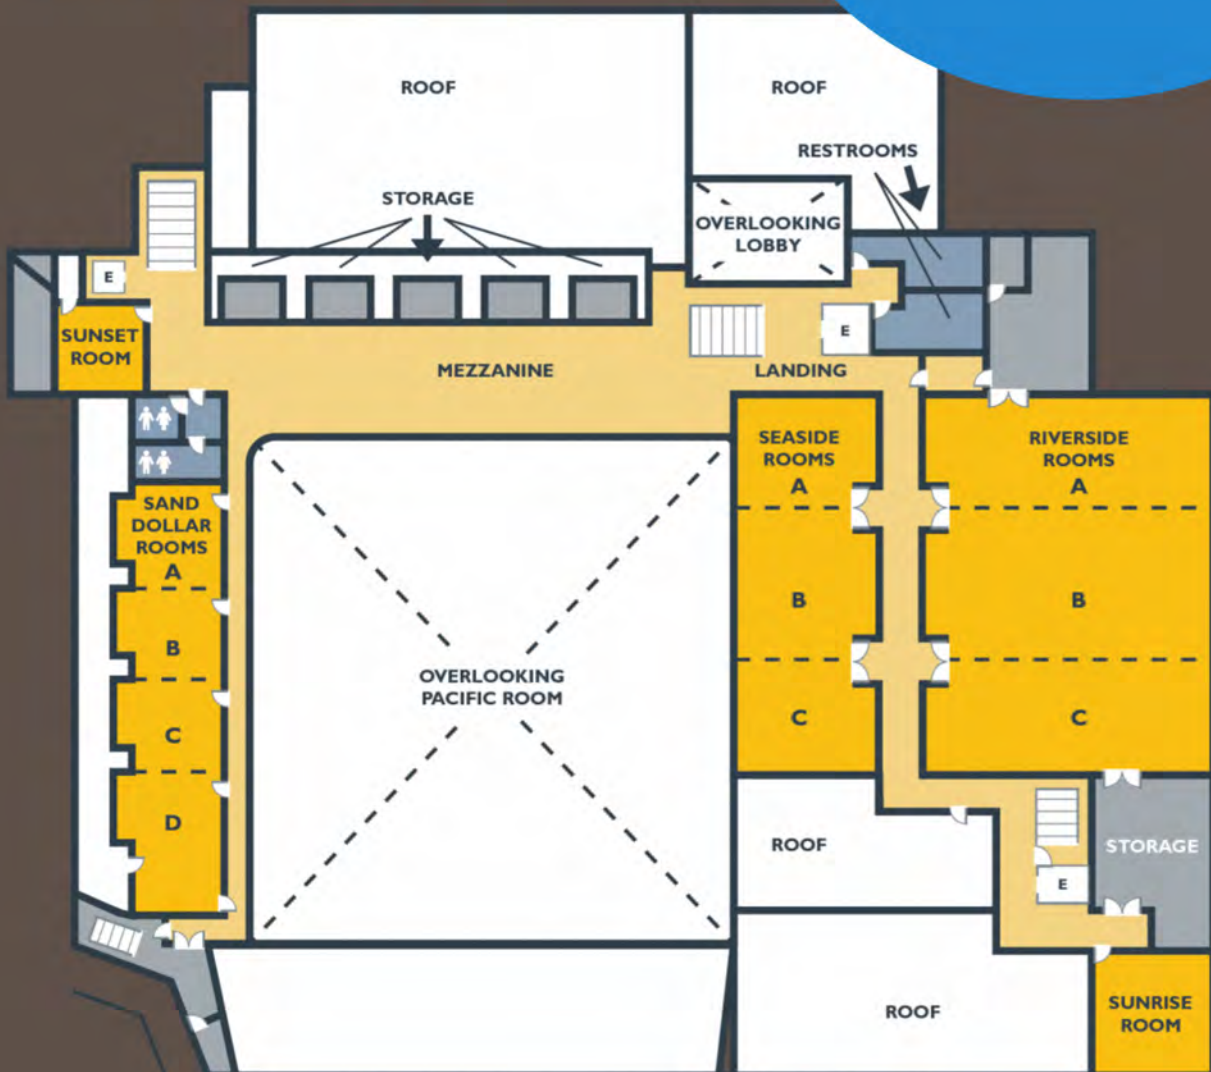 ROOF
ROOF
RESTROOMS
STORAGE
OVERLOOKING
LOBBY
E
SUNSET
ROOM
E
MEZZANINE
LANDING
SEASIDE
ROOMS
A
B
C
RIVERSIDE
ROOMS
A
B
C
SAND
DOLLAR
ROOMS
A
B
C
D
OVERLOOKING
PACIFIC ROOM
ROOF
STORAGE
E
ROOF
SUNRISE
ROOM